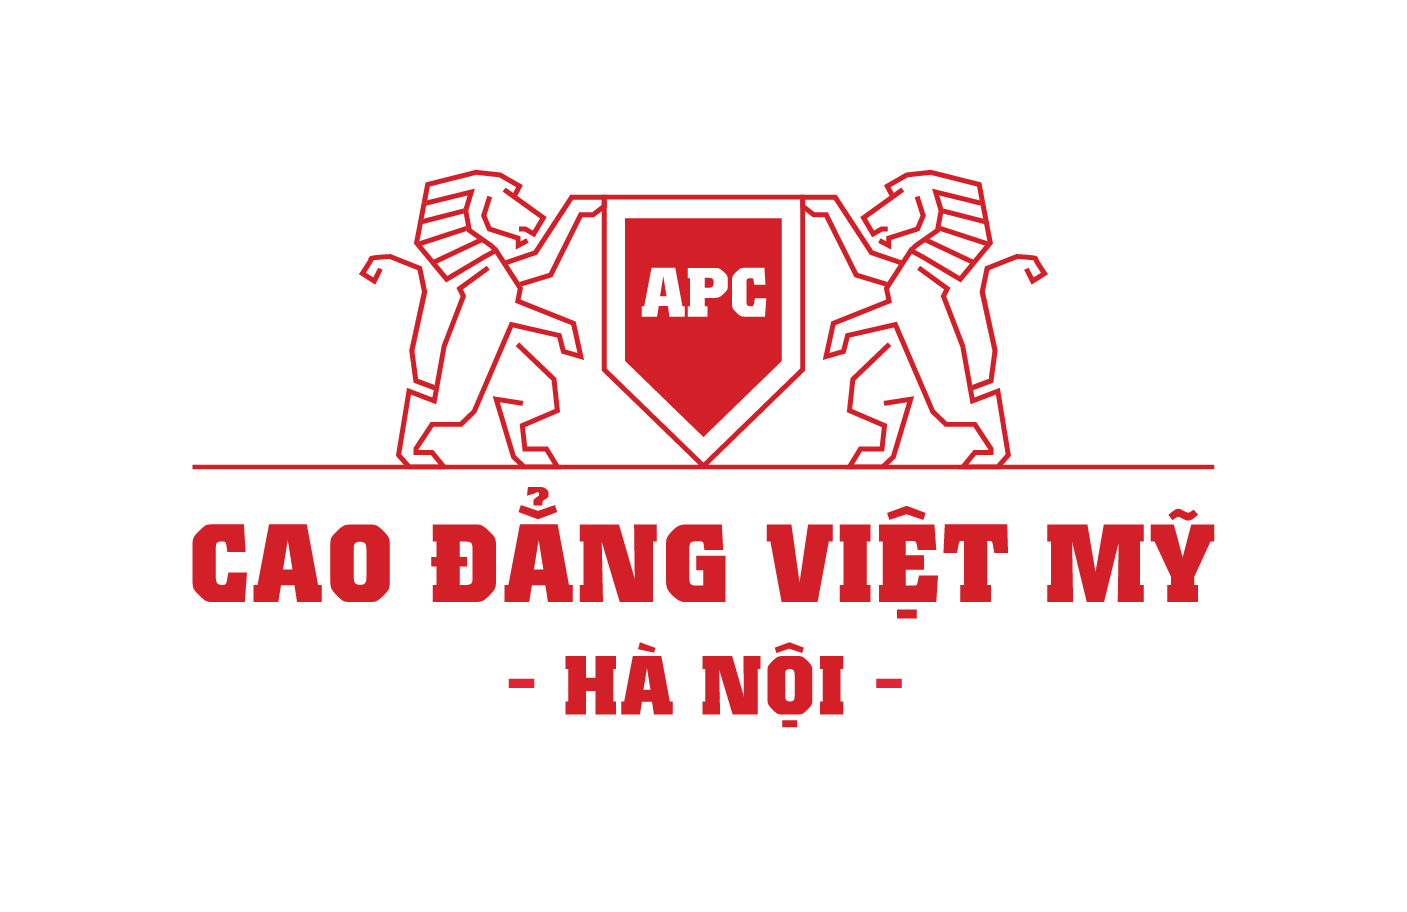 APC
CAO ĐẲNG VIỆT MỸ
- HÀ NỘI -